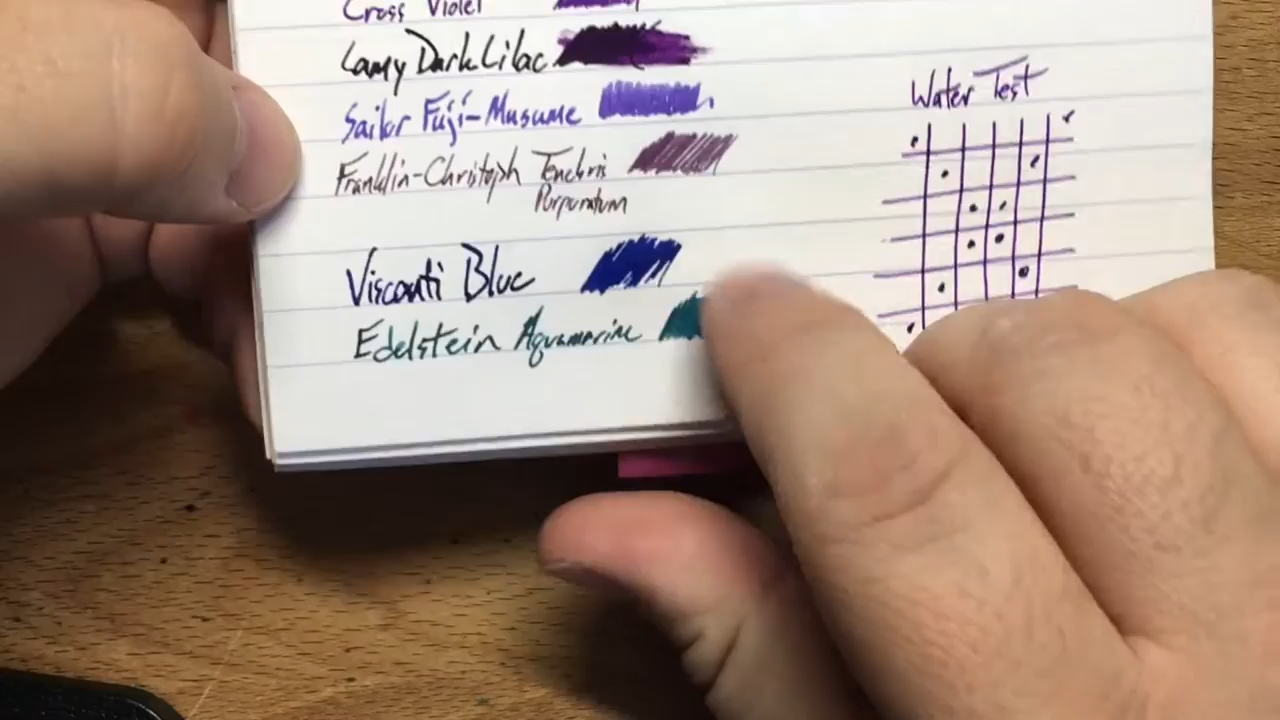 Cross Violet
Lamy Dark Lilac
Sailor Fuji-Musume
Franklin-Christoph Tenebris
Purpuratum
Visconti Blue
Edelstein Aquamarine
Water Test